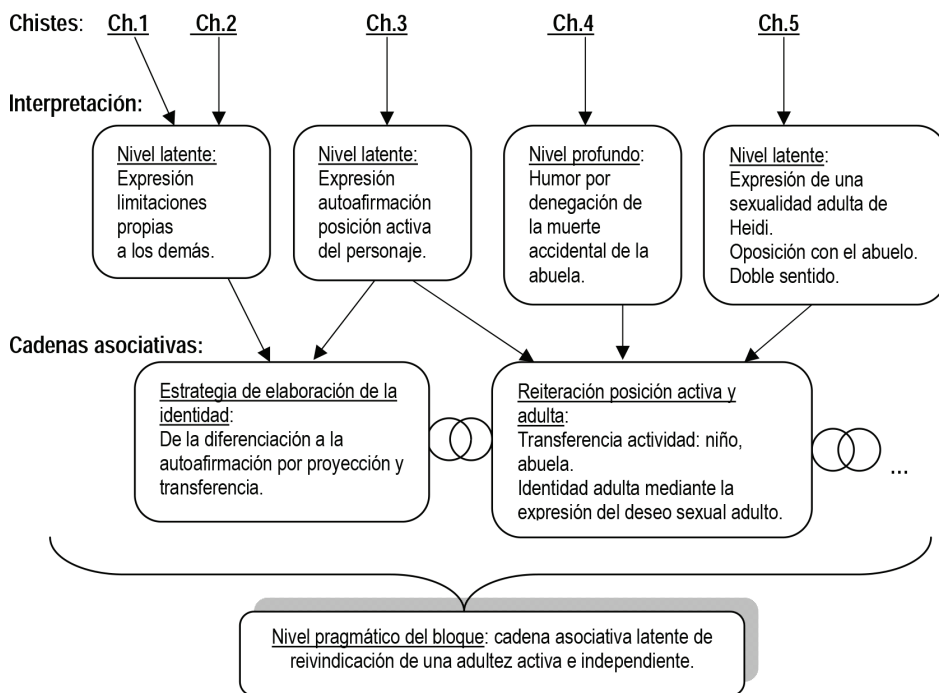 Chistes: Ch.1 Ch.2 Ch.3 Ch.4 Ch.5
Interpretación:
Nivel latente:
Expresión
limitaciones
propias
a los demás.
Nivel latente:
Expresión
autoafirmación
posición activa
del personaje.
Nivel profundo:
Humor por
denegación de
la muerte
accidental de la
abuela.
Nivel latente:
Expresión de una
sexualidad adulta de
Heidi.
Oposición con el abuelo.
Doble sentido.
Cadenas asociativas:
Estrategia de elaboración de la
identidad:
De la diferenciación a la
autoafirmación por proyección y
transferencia.
Reiteración posición activa y
adulta:
Transferencia actividad: niño,
abuela.
Identidad adulta mediante la
expresión del deseo sexual adulto.
...
Nivel pragmático del bloque: cadena asociativa latente de
reivindicación de una adultez activa e independiente.